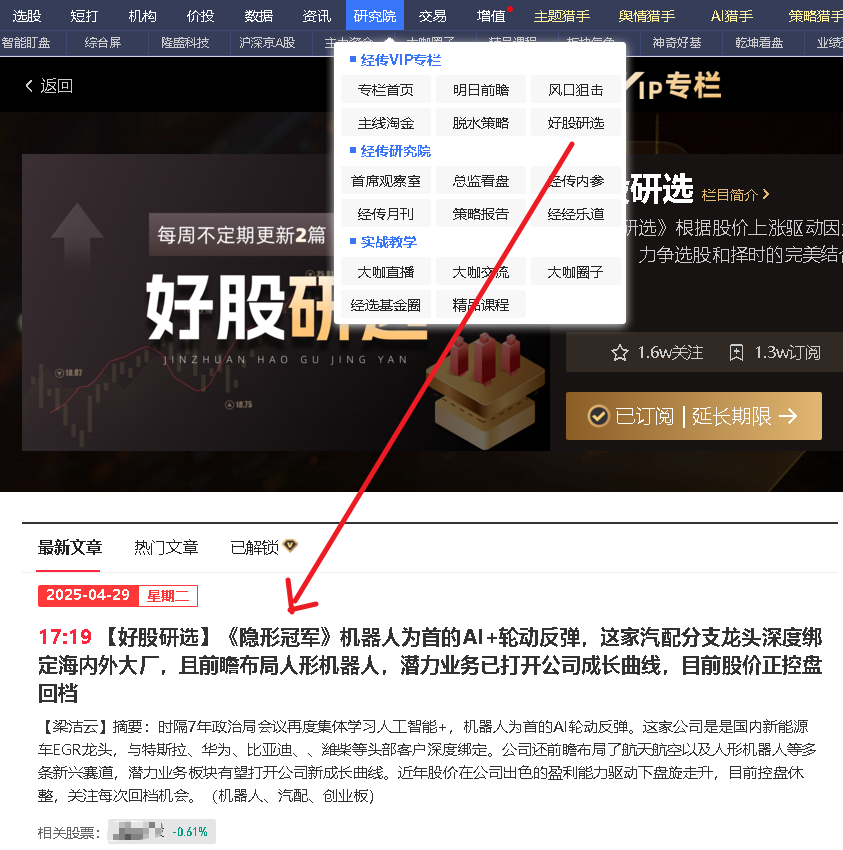 选股 短打 机构 价投 数据 资讯 研究院 交易 增值 主题猎手 舆情猎手 AI猎手 策略猎手
智能盯盘 综合屏 隆盛科技 沪深京A股 神奇好基 乾坤看盘 业绩
返回
经传VIP专栏
专栏首页 明日前瞻 风口狙击
主线淘金 脱水策略 好股研选
经传研究院
首席观察室 总监看盘 经传内参
经传月刊 策略报告 经经乐道
实战教学
大咖直播 大咖交流 大咖圈子
经选基金圈 精品课程
VIP专栏
每周不定期更新2篇
好股研选
JINZHUAN HAO GU JING YAN
18.87
18.75
研选 栏目简介
研选》根据股价上涨驱动因
力争选股和择时的完美结合
1.6w关注 1.3w订阅
已订阅 | 延长期限
最新文章 热门文章 已解锁
2025-04-29 星期二
17:19 【好股研选】《隐形冠军》机器人为首的AI+轮动反弹，这家汽配分支龙头深度绑
定海内外大厂，且前瞻布局人形机器人，潜力业务已打开公司成长曲线，目前股价正控盘
回档
【梁洁云】摘要：时隔7年政治局会议再度集体学习人工智能+，机器人为首的AI轮动反弹。这家公司是是国内新能源
车EGR龙头，与特斯拉、华为、比亚迪、、潍柴等头部客户深度绑定。公司还前瞻布局了航天航空以及人形机器人等多
条新兴赛道，潜力业务板块有望打开公司新成长曲线。近年股价在公司出色的盈利能力驱动下盘旋走升，目前控盘休
整，关注每次回档机会。（机器人、汽配、创业板）
相关股票： -0.61%